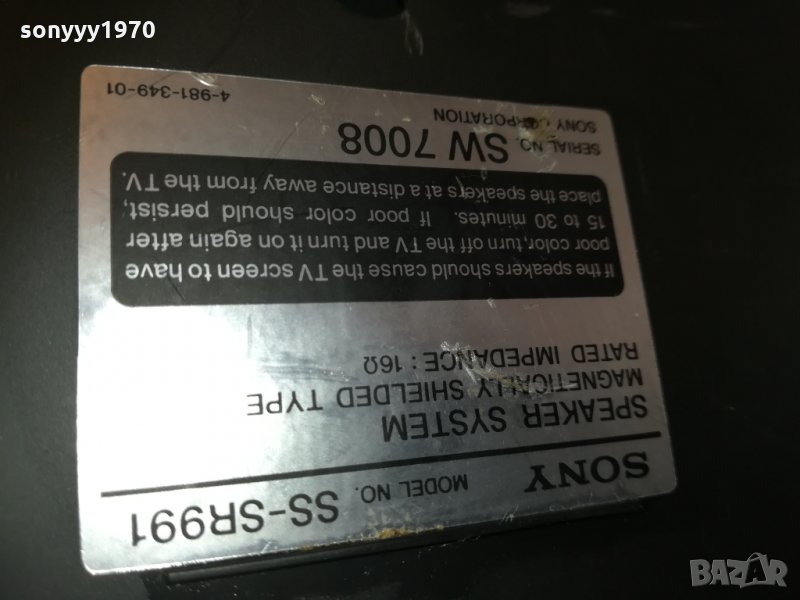 sonyyy1970
SONY MODEL NO. SS-SR991
SPEAKER SYSTEM
MAGNETICALLY SHIELDED TYPE
RATED IMPEDANCE : 16Ω
If the speakers should cause the TV screen to have
poor color, turn off the TV and turn it on again after
15 to 30 minutes. If poor color should persist,
place the speakers at a distance away from the TV.
SERIAL NO. SW 7008
SONY CORPORATION
4-981-349-01
BAZAR